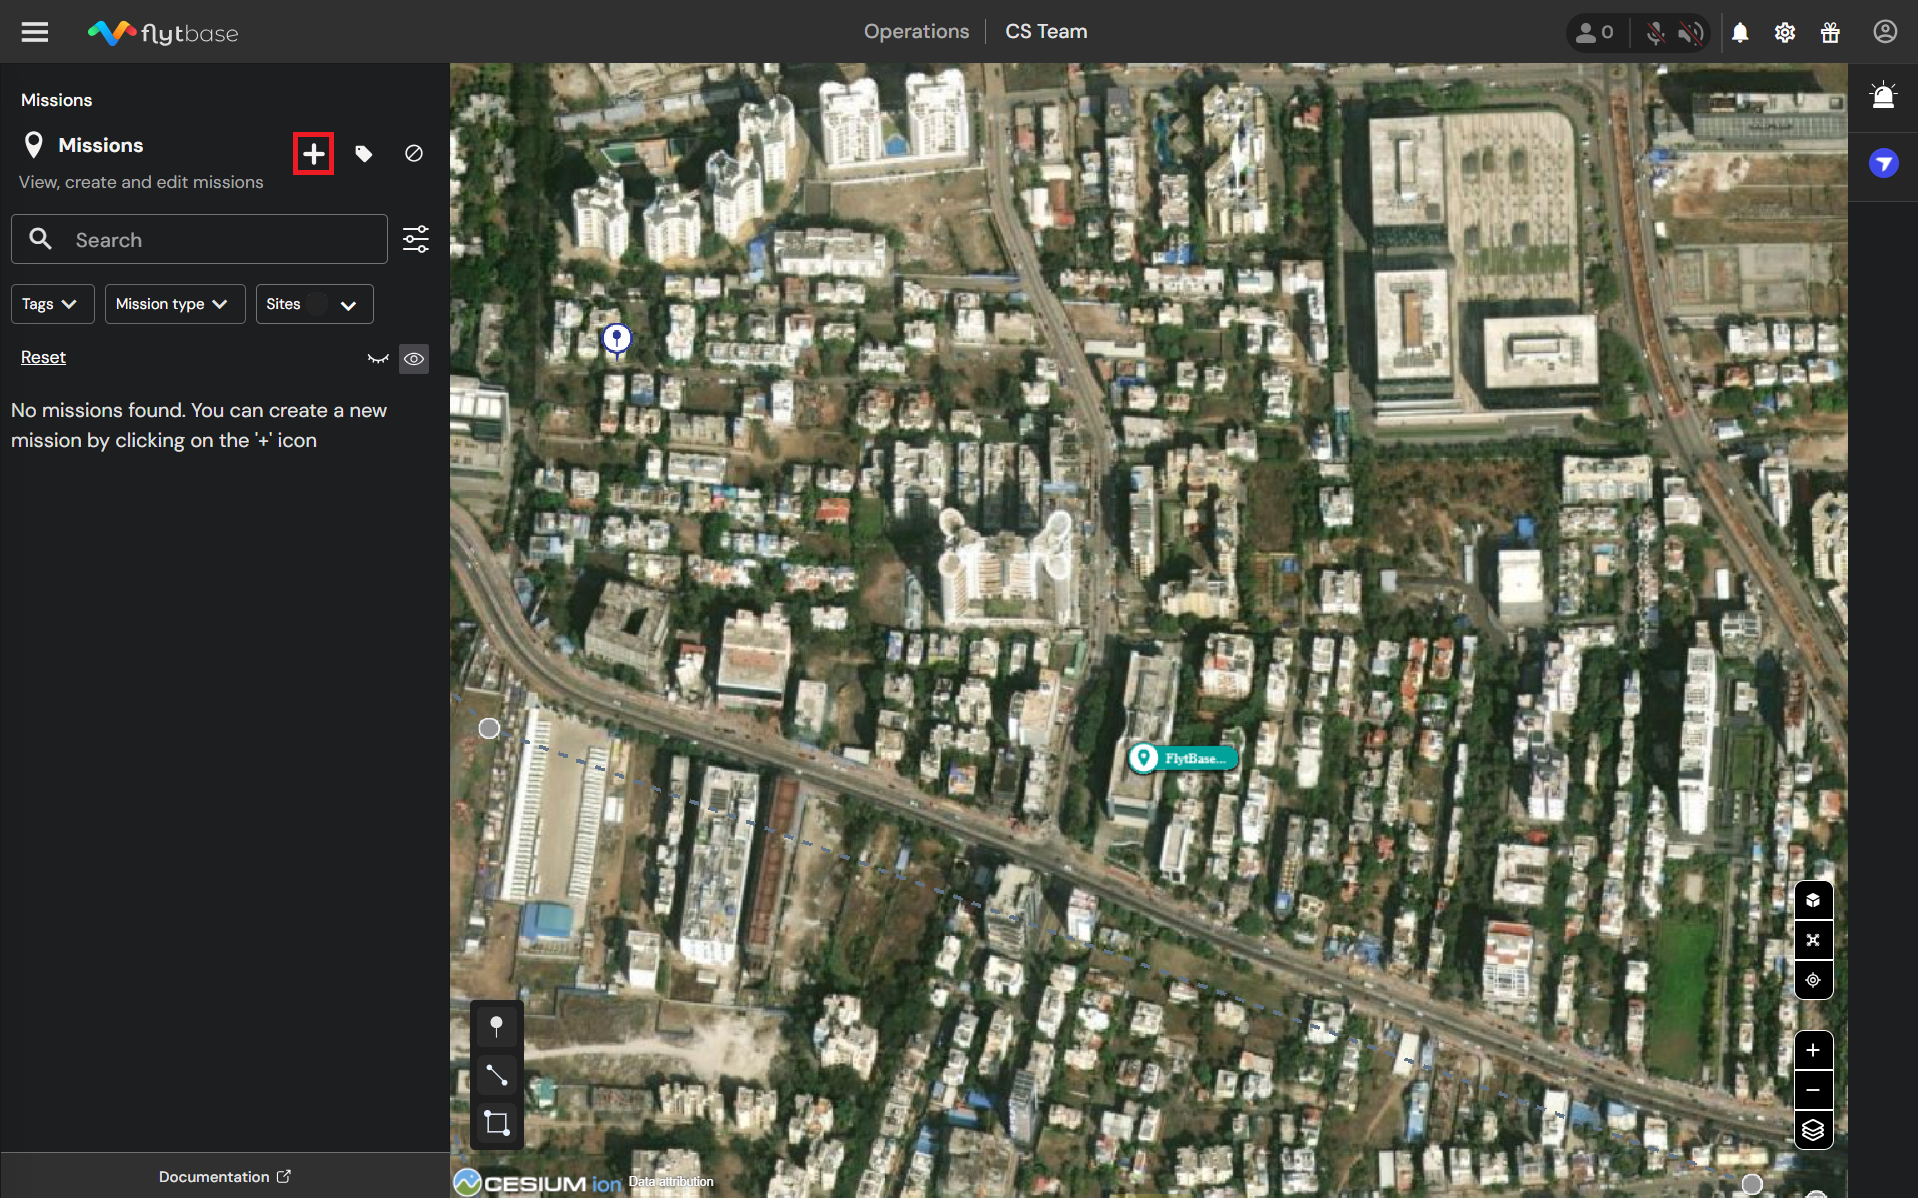 flytbase
Operations
CS Team
0
Missions
Missions
View, create and edit missions
Search
Tags
Mission type
Sites
Reset
No missions found. You can create a new
mission by clicking on the '+' icon
FlytBase...
Documentation
CESIUM ion
Data attribution